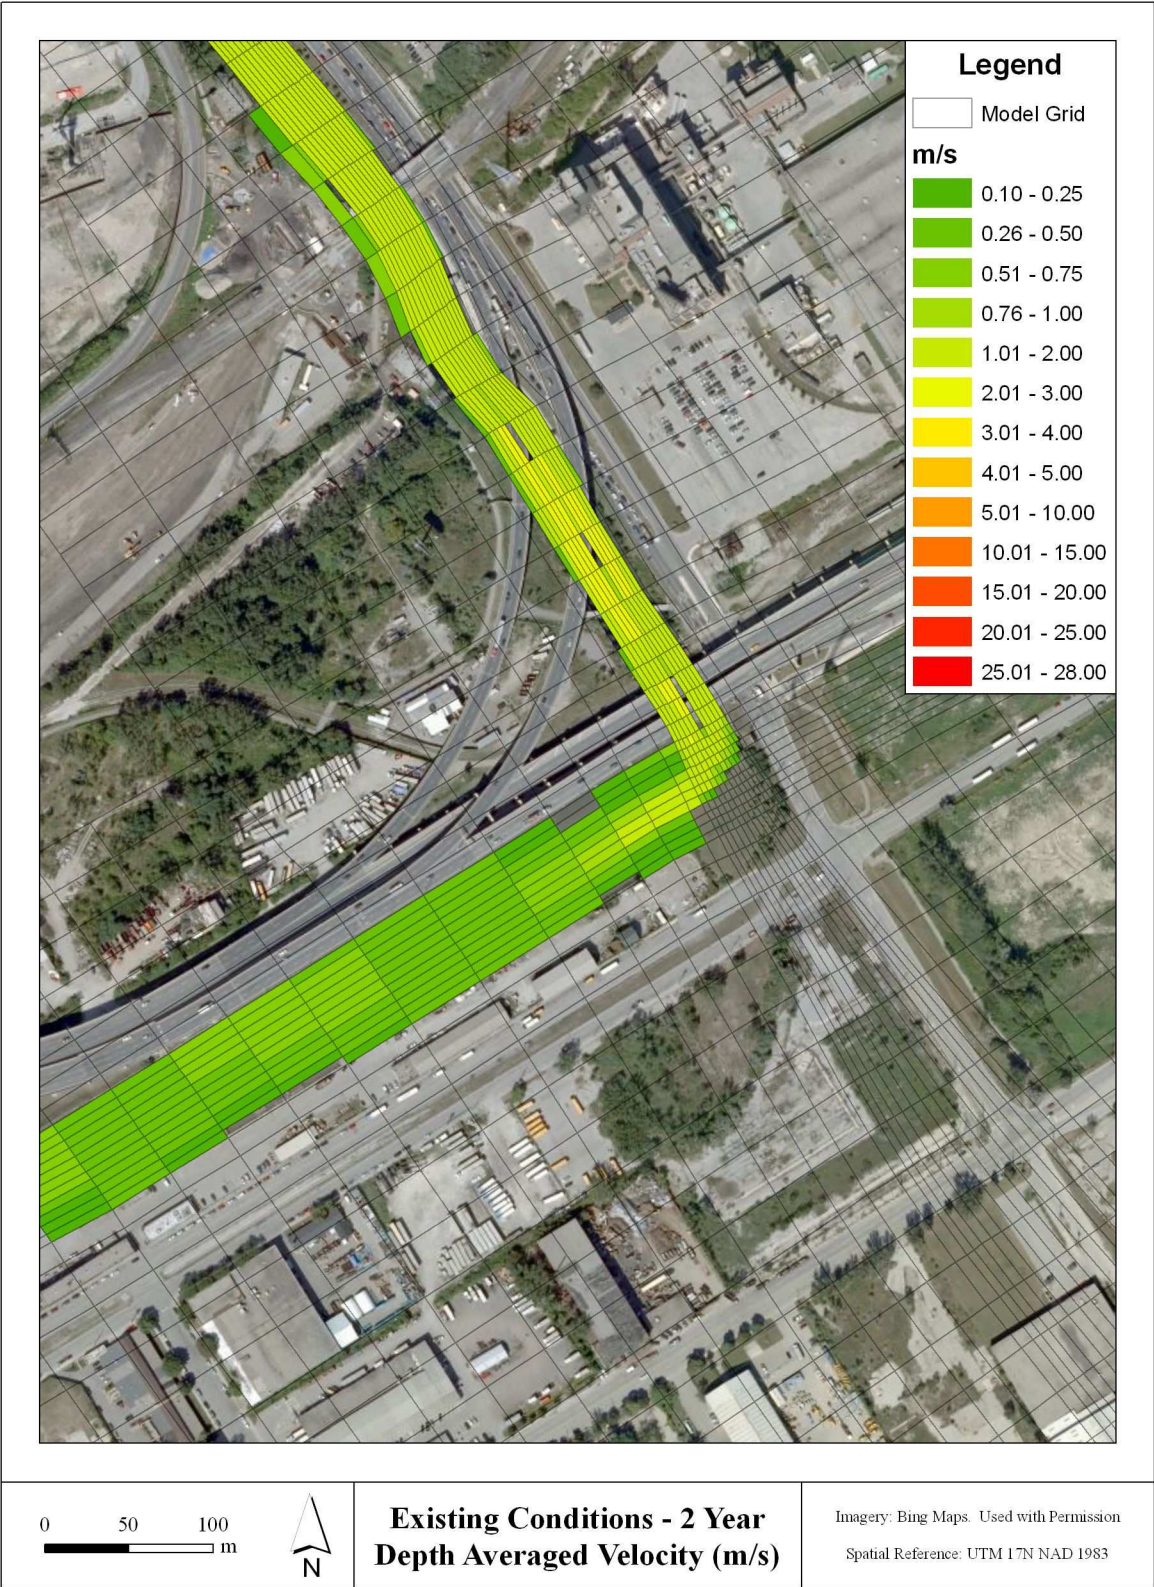 Legend
Model Grid
m/s
0.10 - 0.25
0.26 - 0.50
0.51 - 0.75
0.76 - 1.00
1.01 - 2.00
2.01 - 3.00
3.01 - 4.00
4.01 - 5.00
5.01 - 10.00
10.01 - 15.00
15.01 - 20.00
20.01 - 25.00
25.01 - 28.00
0 50 100
m
N
Existing Conditions - 2 Year
Depth Averaged Velocity (m/s)
Imagery: Bing Maps. Used with Permission
Spatial Reference: UTM 17N NAD 1983